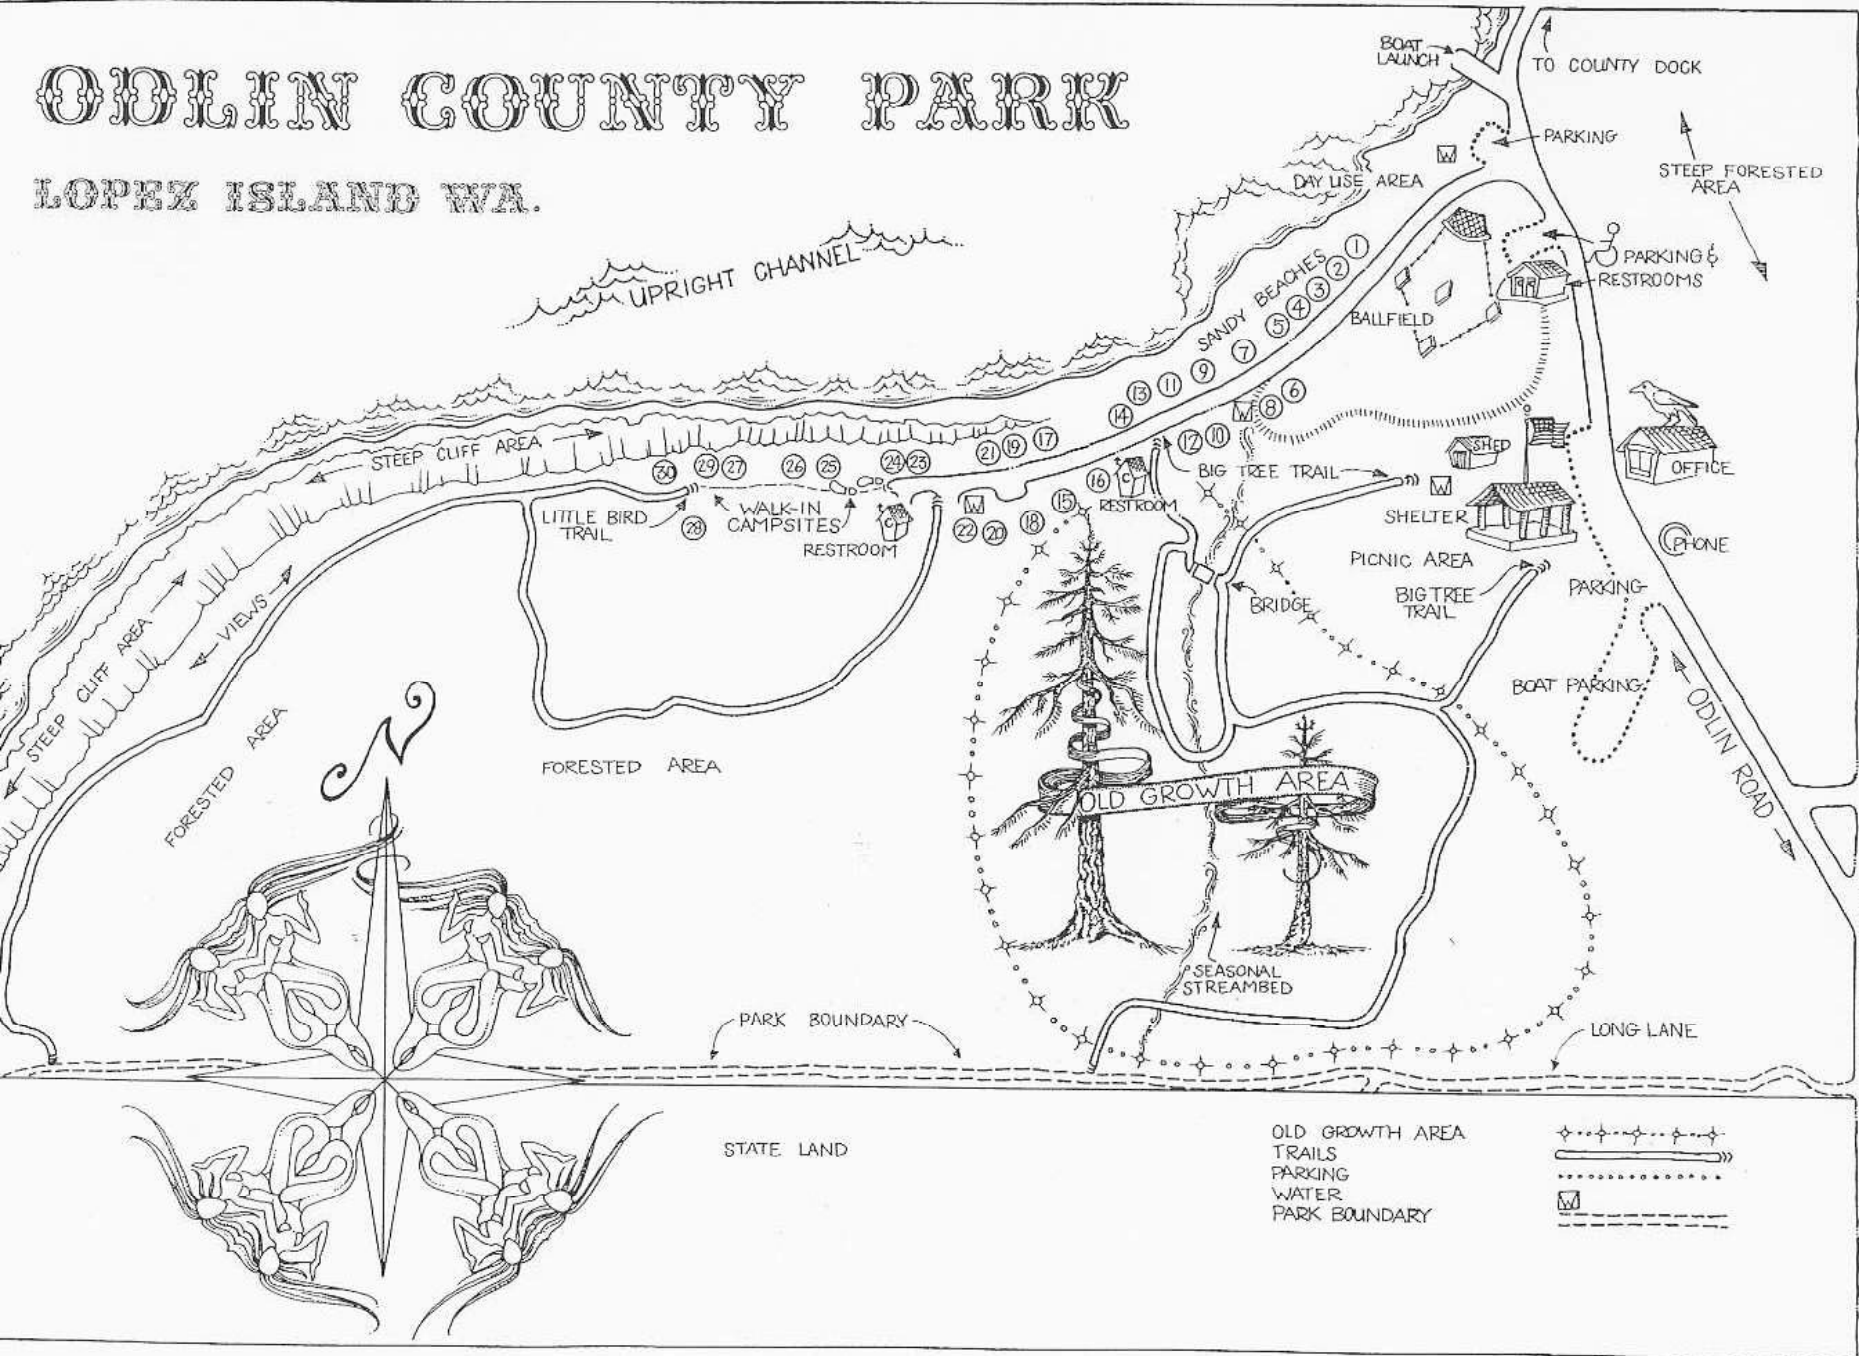 ODLIN COUNTY PARK
LOPEZ ISLAND WA.
BOAT
LAUNCH
TO COUNTY DOCK
PARKING
W
DAY USE AREA
STEEP FORESTED
AREA
UPRIGHT CHANNEL
SANDY BEACHES
1
2
3
4
5
7
9
11
13
14
PARKING &
RESTROOMS
BALLFIELD
6
8
W
10
12
17
19
21
23
24
25
26
27
29
30
STEEP CLIFF AREA
BIG TREE TRAIL
SHED
W
OFFICE
SHELTER
PHONE
16
RESTROOM
15
18
20
22
W
LITTLE BIRD
TRAIL
28
WALK-IN
CAMPSITES
C
RESTROOM
C
PICNIC AREA
BIG TREE
TRAIL
PARKING
BRIDGE
VIEWS
STEEP CLIFF AREA
BOAT PARKING
ODLIN ROAD
FORESTED AREA
FORESTED AREA
N
OLD GROWTH AREA
SEASONAL
STREAMBED
PARK BOUNDARY
LONG LANE
STATE LAND
OLD GROWTH AREA
TRAILS
PARKING
WATER
W
PARK BOUNDARY